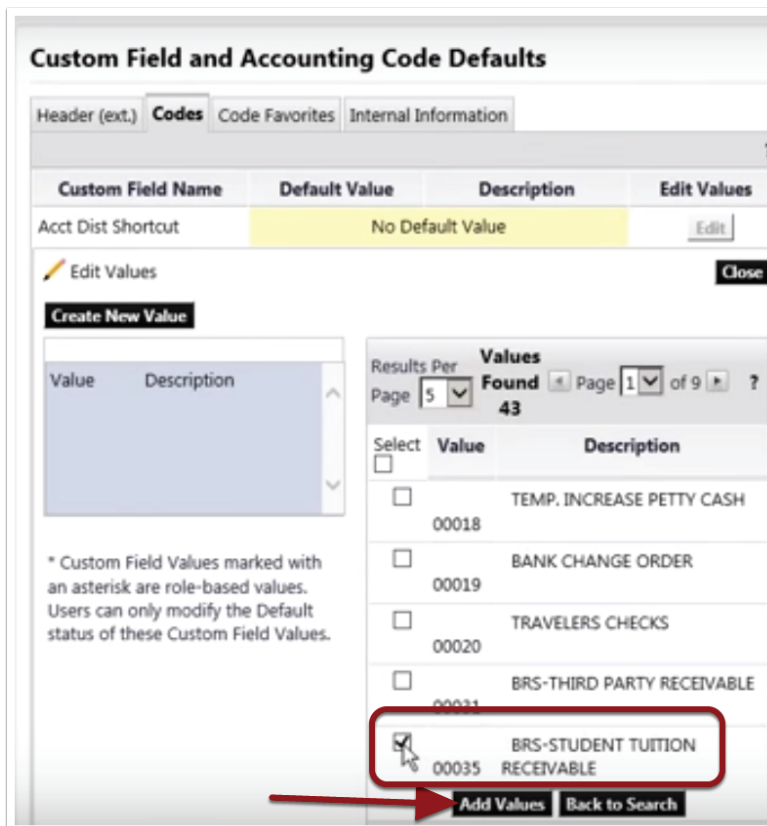 Custom Field and Accounting Code Defaults
Header (ext.) Codes Code Favorites Internal Information
Custom Field Name Default Value Description Edit Values
Acct Dist Shortcut No Default Value Edit
Edit Values Close
Create New Value
Value Description
* Custom Field Values marked with
an asterisk are role-based values.
Users can only modify the Default
status of these Custom Field Values.
Results Per Page 5 Values Found 43 Page 1 of 9 ?
Select Value Description
TEMP. INCREASE PETTY CASH
00018
BANK CHANGE ORDER
00019
TRAVELERS CHECKS
00020
BRS-THIRD PARTY RECEIVABLE
00031
BRS-STUDENT TUITION
00035 RECEIVABLE
Add Values Back to Search